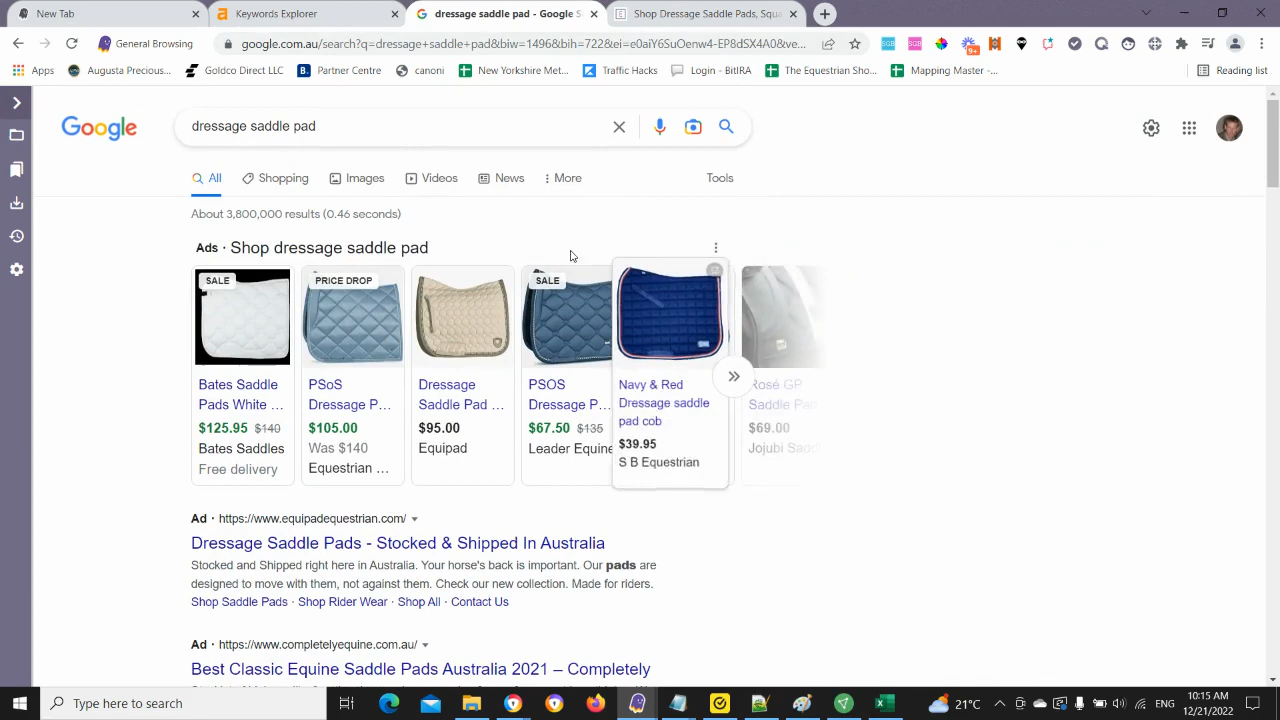 New Tab
Keywords Explorer
dressage saddle pad - Google S
Shop Dressage Saddle Pads, Squa
General Browsing
google.com.au/search?q=dressage+saddle+pad&biw=1496&bih=722&
9+
Apps
Augusta Precious...
Goldco Direct LLC
Partner Centre
canoni
New Yorkshire Met...
Traffic Hacks
Login - BitIRA
The Equestrian Sho...
Mapping Master -...
Reading list
Google
dressage saddle pad
All
Shopping
Images
Videos
News
More
Tools
About 3,800,000 results (0.46 seconds)
Ads · Shop dressage saddle pad
SALE
Bates Saddle
Pads White ...
$125.95 $140
Bates Saddles
Free delivery
PRICE DROP
PSoS
Dressage P...
$105.00
Was $140
Equestrian ...
Dressage
Saddle Pad ...
$95.00
Equipad
SALE
PSOS
Dressage P...
$67.50 $135
Leader Equine
Navy & Red
Dressage saddle
pad cob
$39.95
S B Equestrian
Rosé GP
Saddle Pad
$69.00
Jojubi Sadd
Ad · https://www.equipadequestrian.com/
Dressage Saddle Pads - Stocked & Shipped In Australia
Stocked and Shipped right here in Australia. Your horse's back is important. Our pads are
designed to move with them, not against them. Check our new collection. Made for riders.
Shop Saddle Pads · Shop Rider Wear · Shop All · Contact Us
Ad · https://www.completelyequine.com.au/
Best Classic Equine Saddle Pads Australia 2021 – Completely
Type here to search
21°C
ENG
10:15 AM
12/21/2022